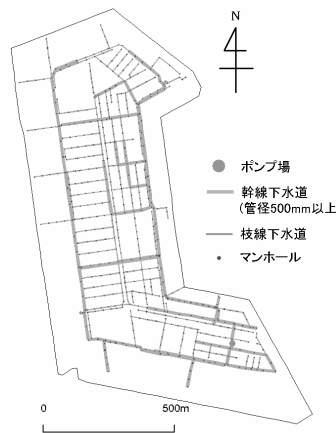 N
ポンプ場
幹線下水道
(管径500mm以上
枝線下水道
マンホール
0 500m